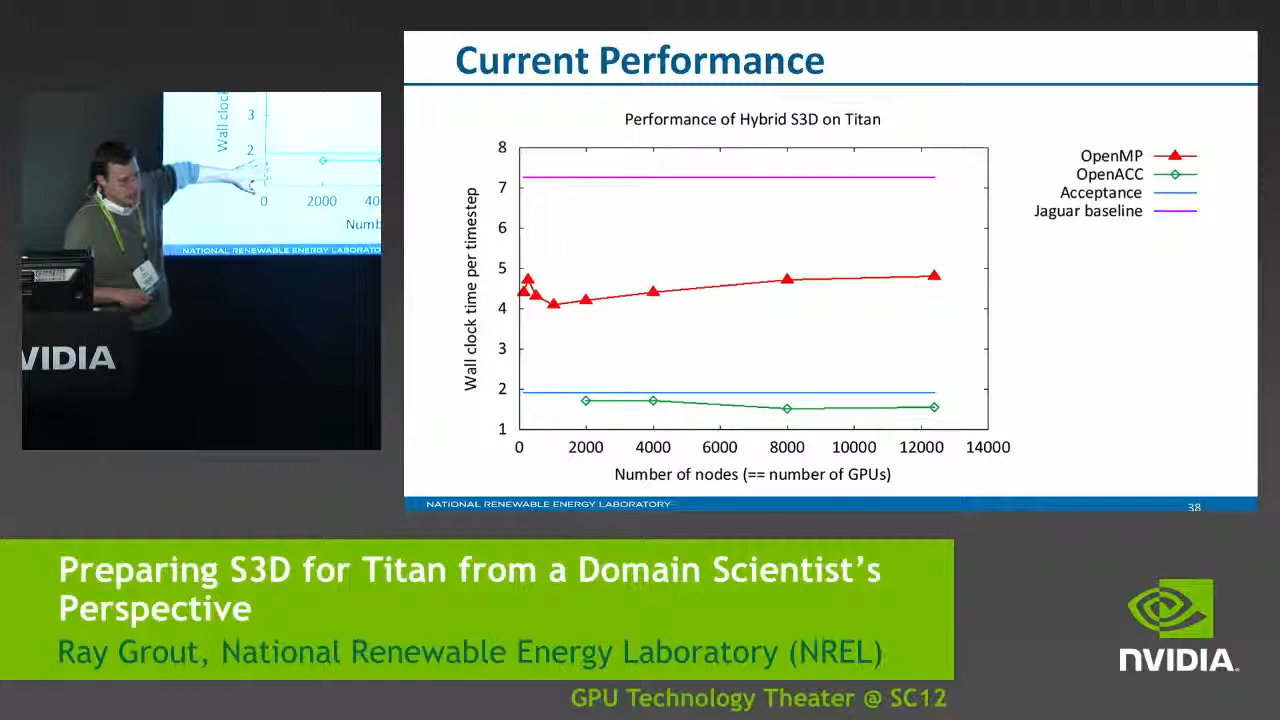 Current Performance
Performance of Hybrid S3D on Titan
8
7
6
5
4
3
2
1
Wall clock time per timestep
0 2000 4000 6000 8000 10000 12000 14000
Number of nodes (== number of GPUs)
OpenMP
OpenACC
Acceptance
Jaguar baseline
NATIONAL RENEWABLE ENERGY LABORATORY
38
Wall clock
3
2
0 2000 40
Numb
NATIONAL RENEWABLE ENERGY LABORATO
VIDIA
Preparing S3D for Titan from a Domain Scientist's
Perspective
Ray Grout, National Renewable Energy Laboratory (NREL)
GPU Technology Theater @ SC12
NVIDIA.